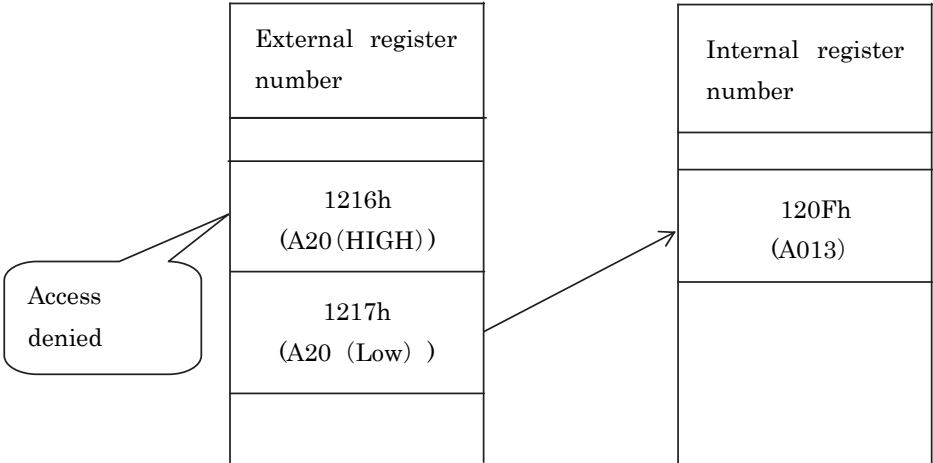 External register
number
Internal register
number
1216h
(A20(HIGH))
120Fh
(A013)
Access
denied
1217h
(A20 (Low) )